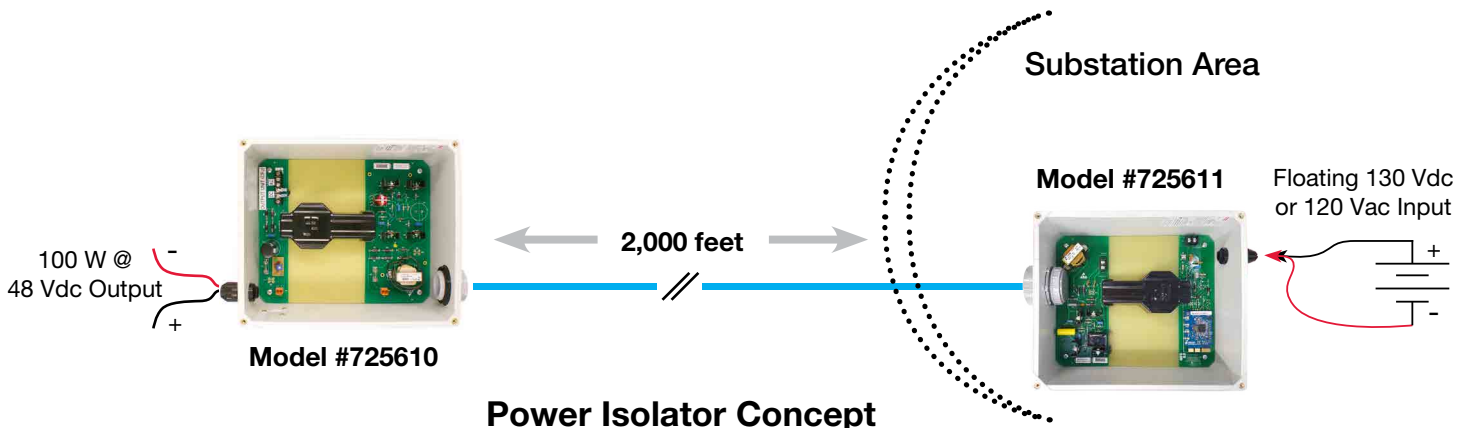 Substation Area
Model #725611
Floating 130 Vdc
or 120 Vac Input
2,000 feet
100 W @
48 Vdc Output
-
+
+
-
Model #725610
Power Isolator Concept